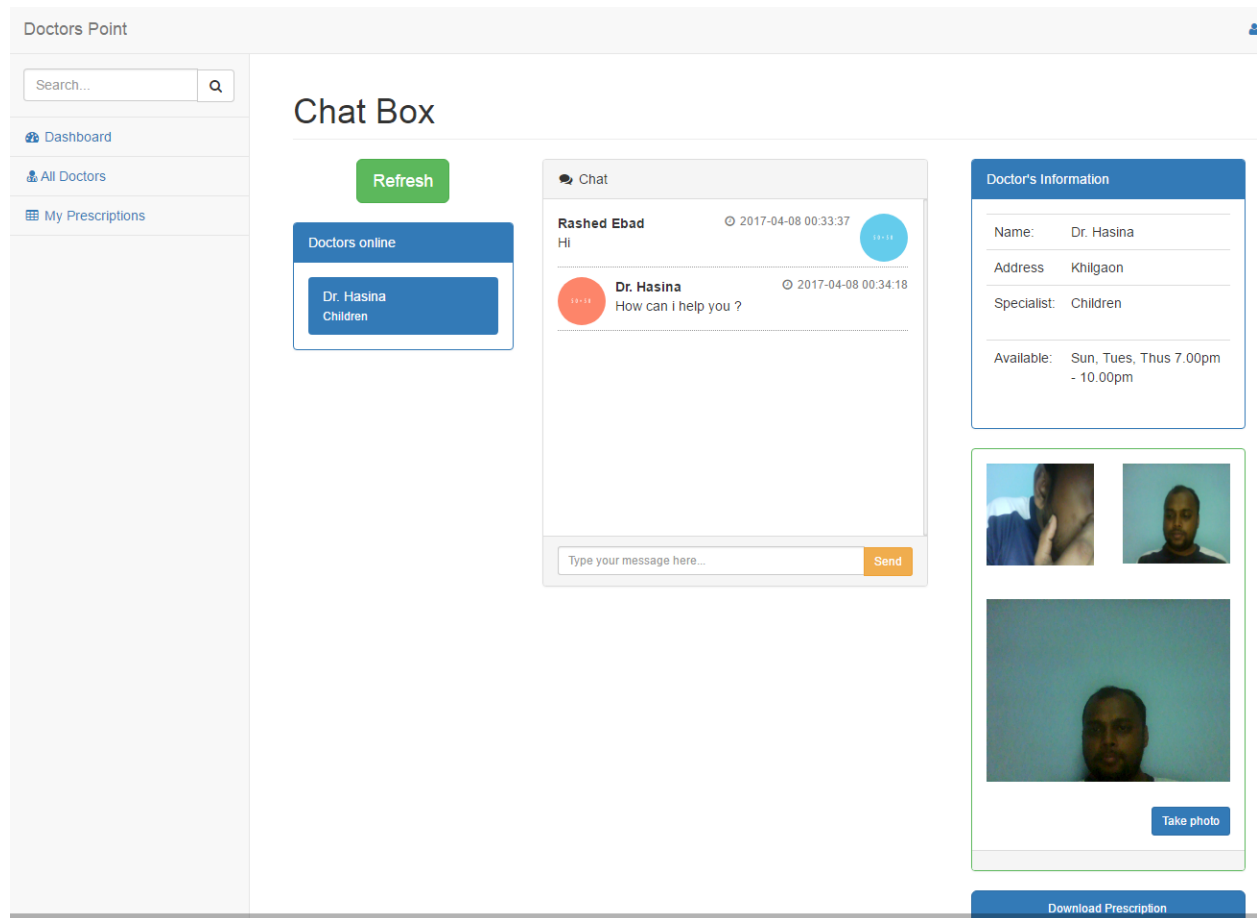 Doctors Point
Search...
Dashboard
All Doctors
My Prescriptions
Chat Box
Refresh
Doctors online
Dr. Hasina
Children
Chat
Rashed Ebad 2017-04-08 00:33:37
Hi
Dr. Hasina 2017-04-08 00:34:18
How can i help you ?
Type your message here...
Send
Doctor's Information
Name: Dr. Hasina
Address Khilgaon
Specialist: Children
Available: Sun, Tues, Thus 7.00pm
- 10.00pm
Take photo
Download Prescription